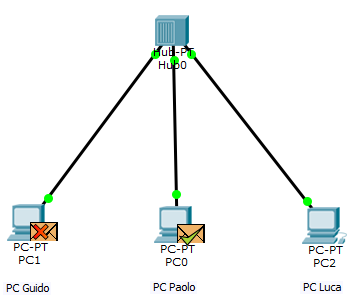 Hub-PT
Hub0
PC-PT
PC1
PC-PT
PC0
PC-PT
PC2
PC Guido
PC Paolo
PC Luca